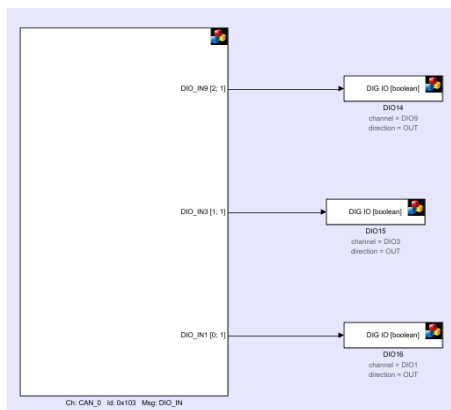 DIO_IN9 [2; 1]
DIG IO [boolean]
DIO14
channel = DIO9
direction = OUT
DIO_IN3 [1; 1]
DIG IO [boolean]
DIO15
channel = DIO3
direction = OUT
DIO_IN1 [0; 1]
DIG IO [boolean]
DIO16
channel = DIO1
direction = OUT
Ch: CAN_0 Id: 0x103 Msg: DIO_IN